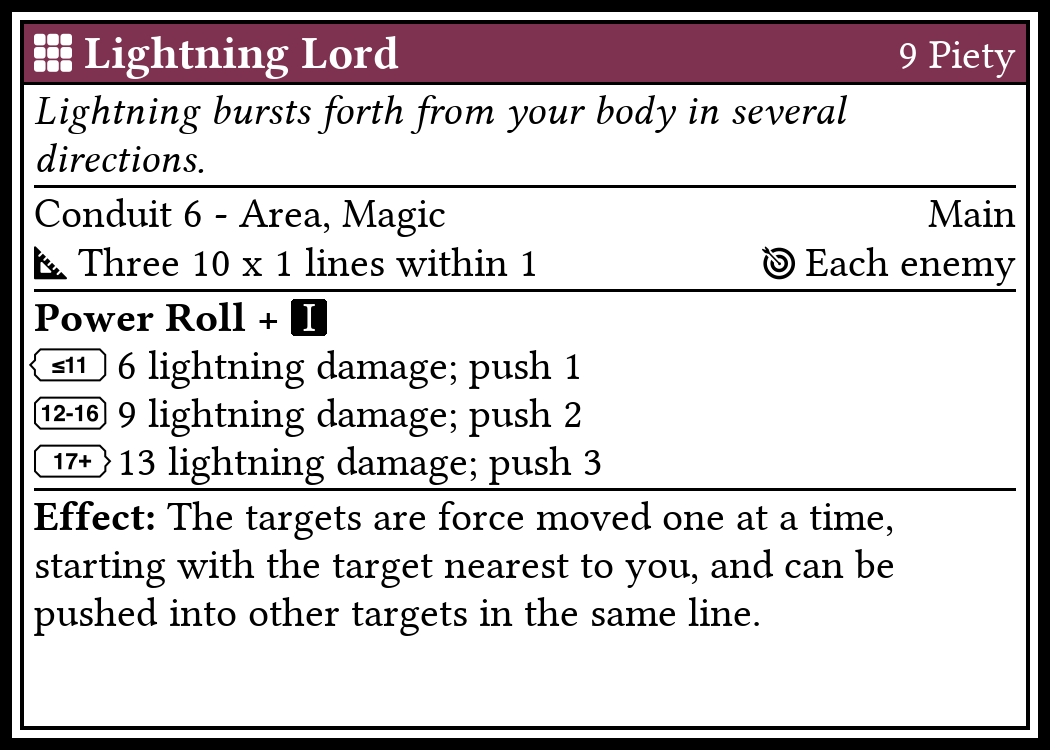 Lightning Lord 9 Piety
Lightning bursts forth from your body in several
directions.
Conduit 6 - Area, Magic Main
Three 10 x 1 lines within 1 Each enemy
Power Roll + I
≤11 6 lightning damage; push 1
12-16 9 lightning damage; push 2
17+ 13 lightning damage; push 3
Effect: The targets are force moved one at a time,
starting with the target nearest to you, and can be
pushed into other targets in the same line.